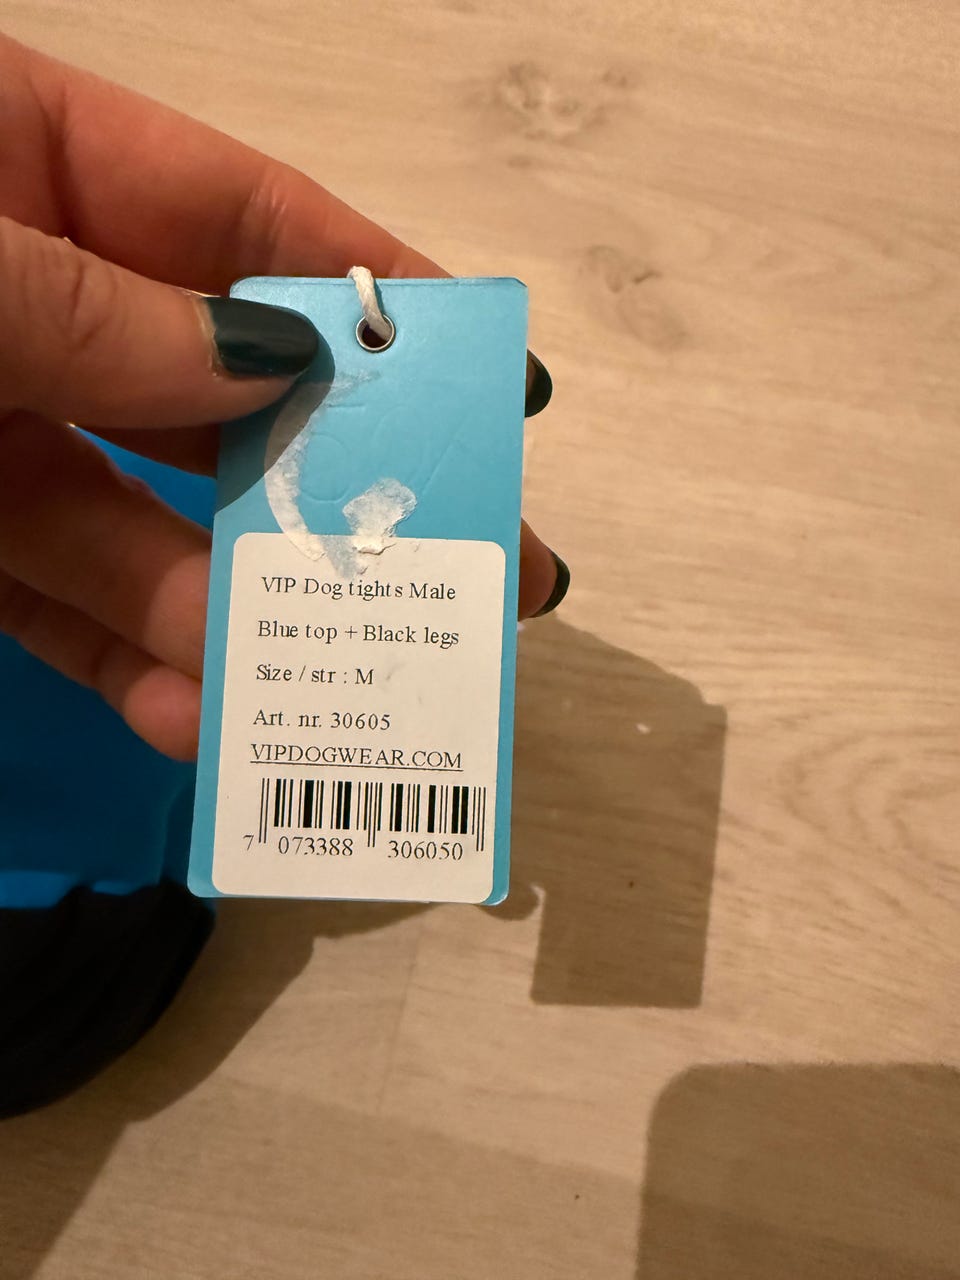 VIP Dog tights Male
Blue top + Black legs
Size / str : M
Art. nr. 30605
VIPDOGWEAR.COM
7 073388 306050